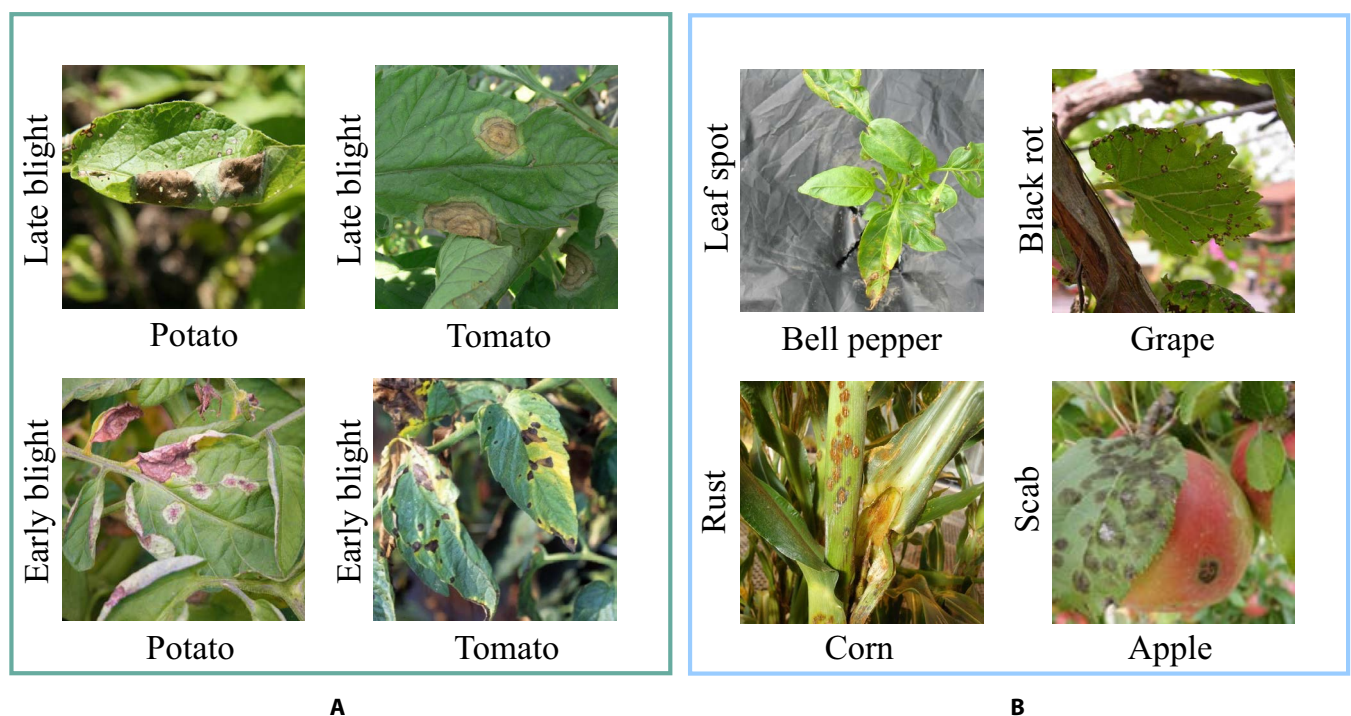 Late blight
Potato
Late blight
Tomato
Early blight
Potato
Early blight
Tomato
A
Leaf spot
Bell pepper
Black rot
Grape
Rust
Corn
Scab
Apple
B